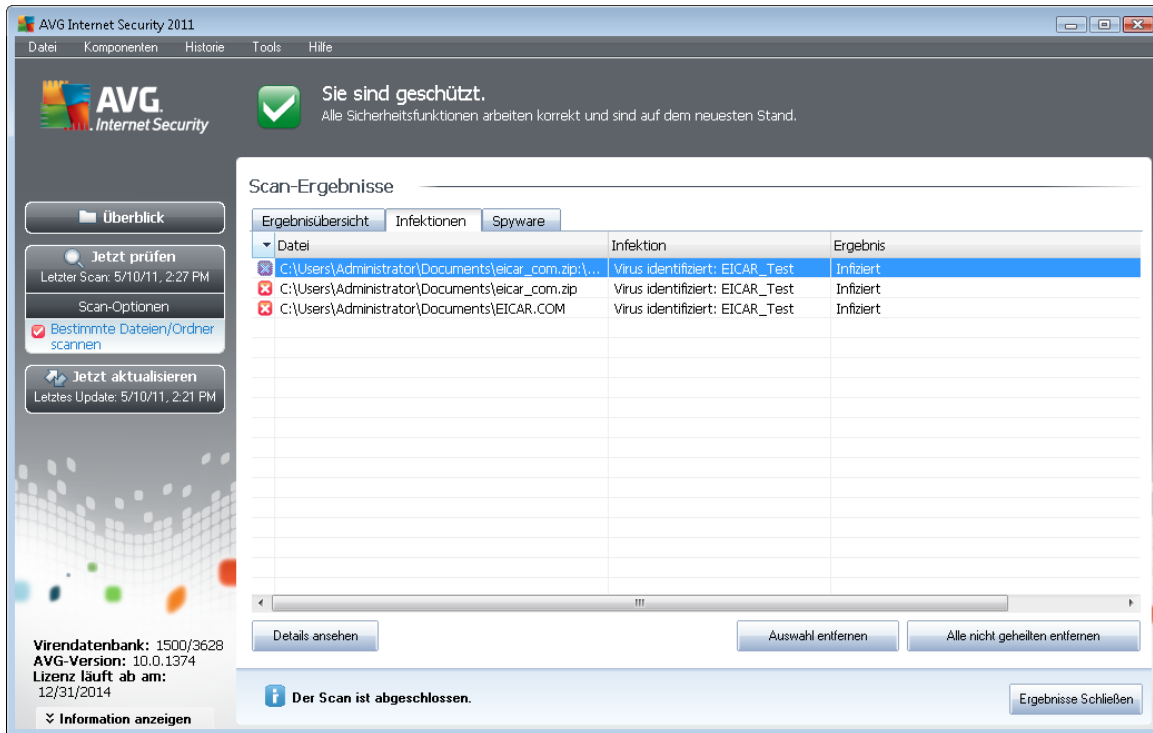 AVG Internet Security 2011
Datei Komponenten Historie Tools Hilfe
AVG.
Internet Security
Sie sind geschützt.
Alle Sicherheitsfunktionen arbeiten korrekt und sind auf dem neuesten Stand.
Überblick
Jetzt prüfen
Letzter Scan: 5/10/11, 2:27 PM
Scan-Optionen
Bestimmte Dateien/Ordner
scannen
Jetzt aktualisieren
Letztes Update: 5/10/11, 2:21 PM
Virendatenbank: 1500/3628
AVG-Version: 10.0.1374
Lizenz läuft ab am:
12/31/2014
Information anzeigen
Scan-Ergebnisse
Ergebnisübersicht Infektionen Spyware
Datei Infektion Ergebnis
C:\Users\Administrator\Documents\eicar_com.zip:\... Virus identifiziert: EICAR_Test Infiziert
C:\Users\Administrator\Documents\eicar_com.zip Virus identifiziert: EICAR_Test Infiziert
C:\Users\Administrator\Documents\EICAR.COM Virus identifiziert: EICAR_Test Infiziert
Details ansehen Auswahl entfernen Alle nicht geheilten entfernen
Der Scan ist abgeschlossen.
Ergebnisse Schließen